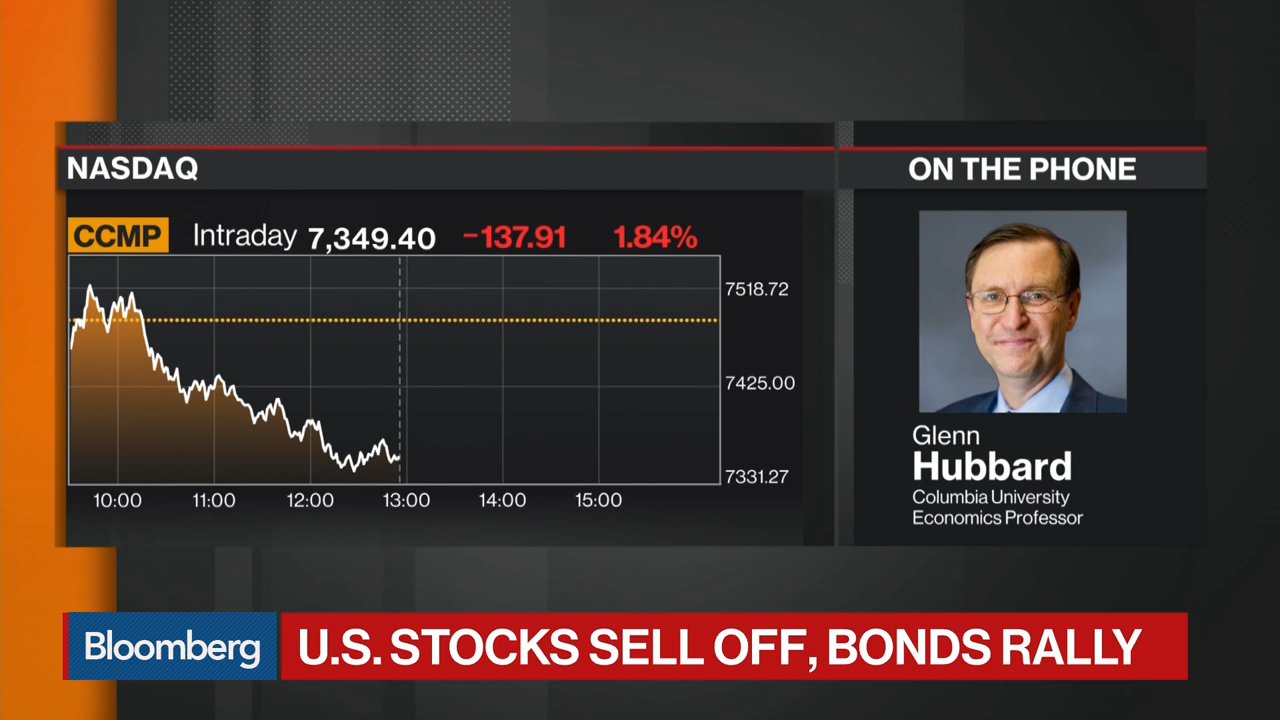 NASDAQ
CCMP Intraday 7,349.40 -137.91 1.84%
7518.72
7425.00
7331.27
10:00 11:00 12:00 13:00 14:00 15:00
ON THE PHONE
Glenn
Hubbard
Columbia University
Economics Professor
Bloomberg U.S. STOCKS SELL OFF, BONDS RALLY